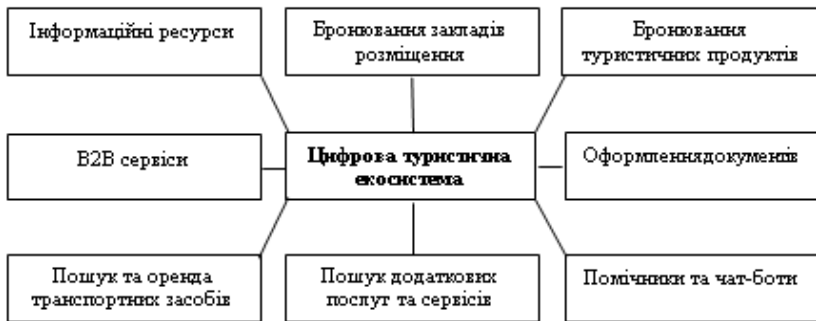 Інформаційні ресурси
Бронювання закладів
розміщення
Бронювання
туристичних продуктів
B2B сервіси
Цифрова туристична
екосистема
Оформленнядокументів
Пошук та оренда
транспортних засобів
Пошук додаткових
послуг та сервісів
Помічники та чат-боти